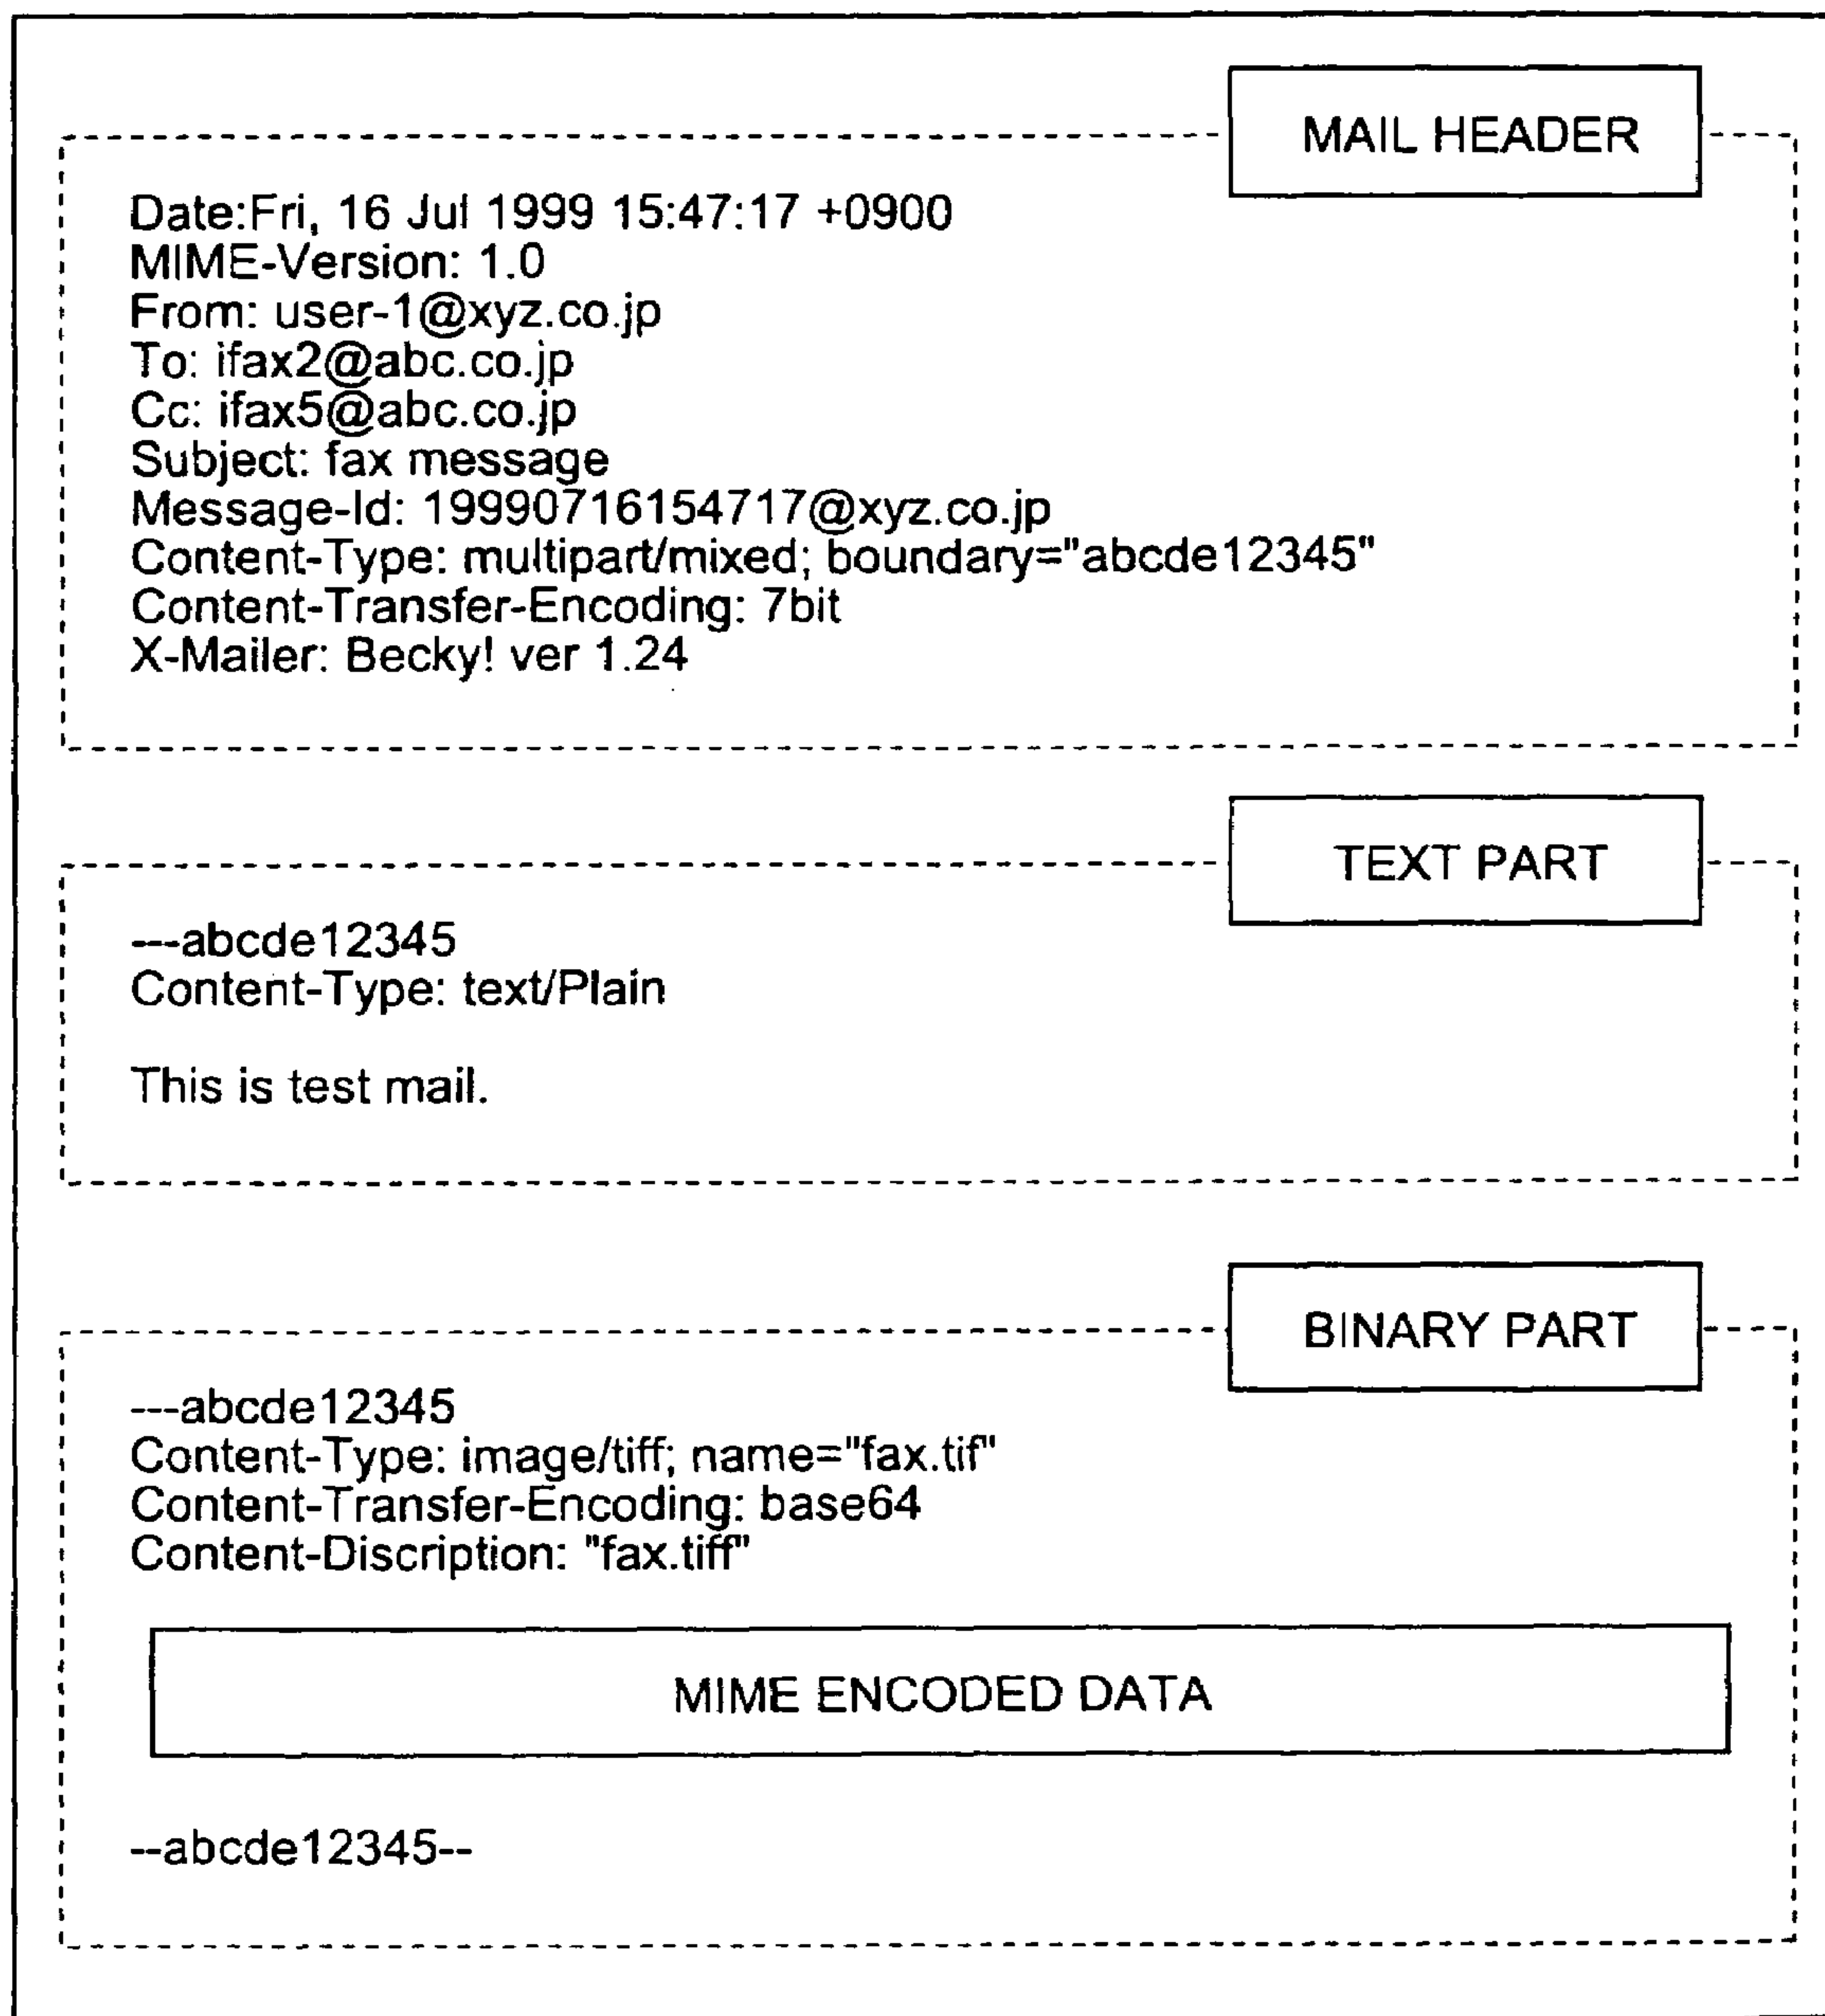 MAIL HEADER
Date:Fri, 16 Jul 1999 15:47:17 +0900
MIME-Version: 1.0
From: user-1@xyz.co.jp
To: ifax2@abc.co.jp
Cc: ifax5@abc.co.jp
Subject: fax message
Message-Id: 19990716154717@xyz.co.jp
Content-Type: multipart/mixed; boundary="abcde12345"
Content-Transfer-Encoding: 7bit
X-Mailer: Becky! ver 1.24
TEXT PART
---abcde12345
Content-Type: text/Plain
This is test mail.
BINARY PART
---abcde12345
Content-Type: image/tiff; name="fax.tif"
Content-Transfer-Encoding: base64
Content-Discription: "fax.tiff"
MIME ENCODED DATA
--abcde12345--